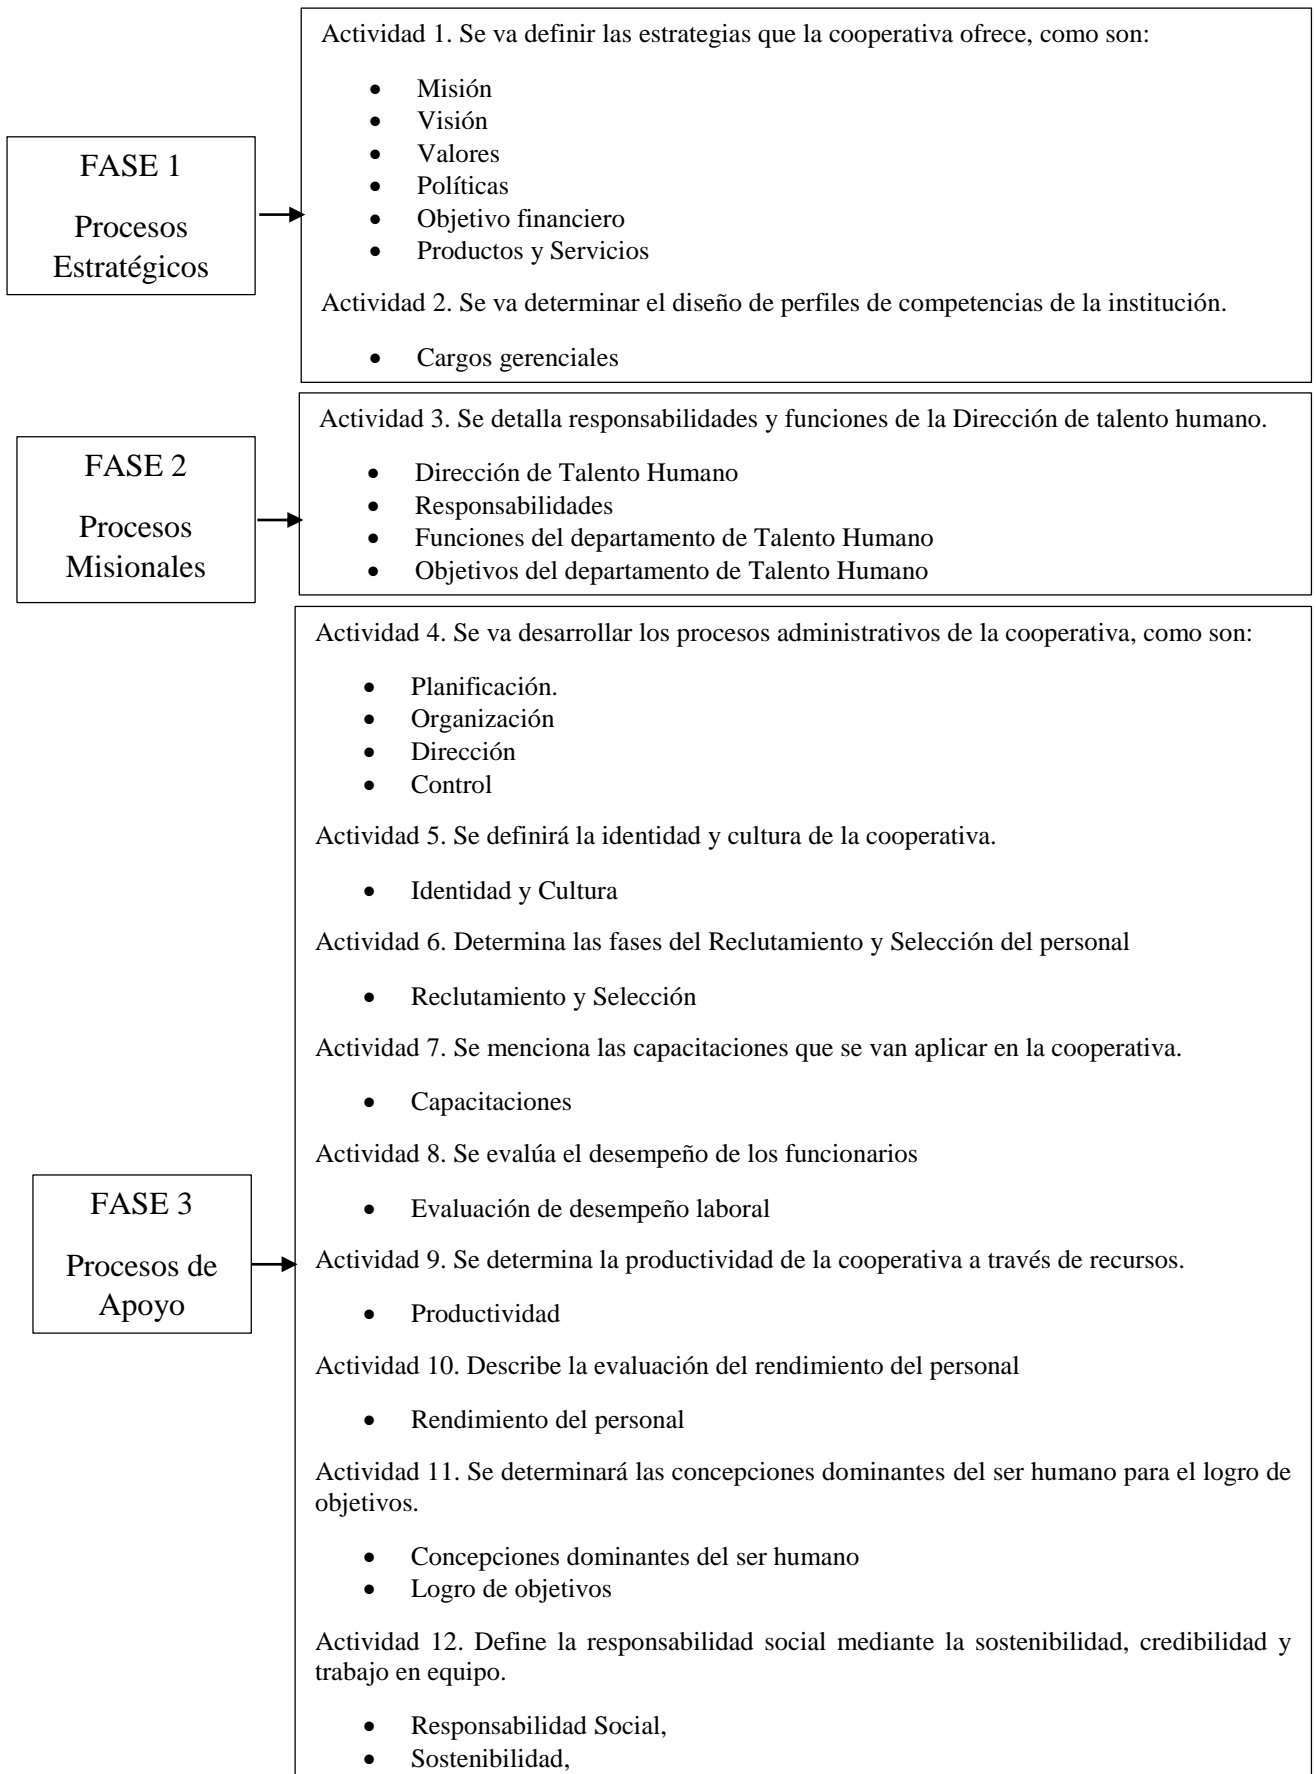 Actividad 1. Se va definir las estrategias que la cooperativa ofrece, como son:
• Misión
• Visión
• Valores
• Políticas
• Objetivo financiero
• Productos y Servicios
Actividad 2. Se va determinar el diseño de perfiles de competencias de la institución.
• Cargos gerenciales
FASE 1
Procesos
Estratégicos
Actividad 3. Se detalla responsabilidades y funciones de la Dirección de talento humano.
• Dirección de Talento Humano
• Responsabilidades
• Funciones del departamento de Talento Humano
• Objetivos del departamento de Talento Humano
FASE 2
Procesos
Misionales
Actividad 4. Se va desarrollar los procesos administrativos de la cooperativa, como son:
• Planificación.
• Organización
• Dirección
• Control
Actividad 5. Se definirá la identidad y cultura de la cooperativa.
• Identidad y Cultura
Actividad 6. Determina las fases del Reclutamiento y Selección del personal
• Reclutamiento y Selección
Actividad 7. Se menciona las capacitaciones que se van aplicar en la cooperativa.
• Capacitaciones
Actividad 8. Se evalúa el desempeño de los funcionarios
• Evaluación de desempeño laboral
Actividad 9. Se determina la productividad de la cooperativa a través de recursos.
• Productividad
Actividad 10. Describe la evaluación del rendimiento del personal
• Rendimiento del personal
Actividad 11. Se determinará las concepciones dominantes del ser humano para el logro de
objetivos.
• Concepciones dominantes del ser humano
• Logro de objetivos
Actividad 12. Define la responsabilidad social mediante la sostenibilidad, credibilidad y
trabajo en equipo.
• Responsabilidad Social,
• Sostenibilidad,
FASE 3
Procesos de
Apoyo